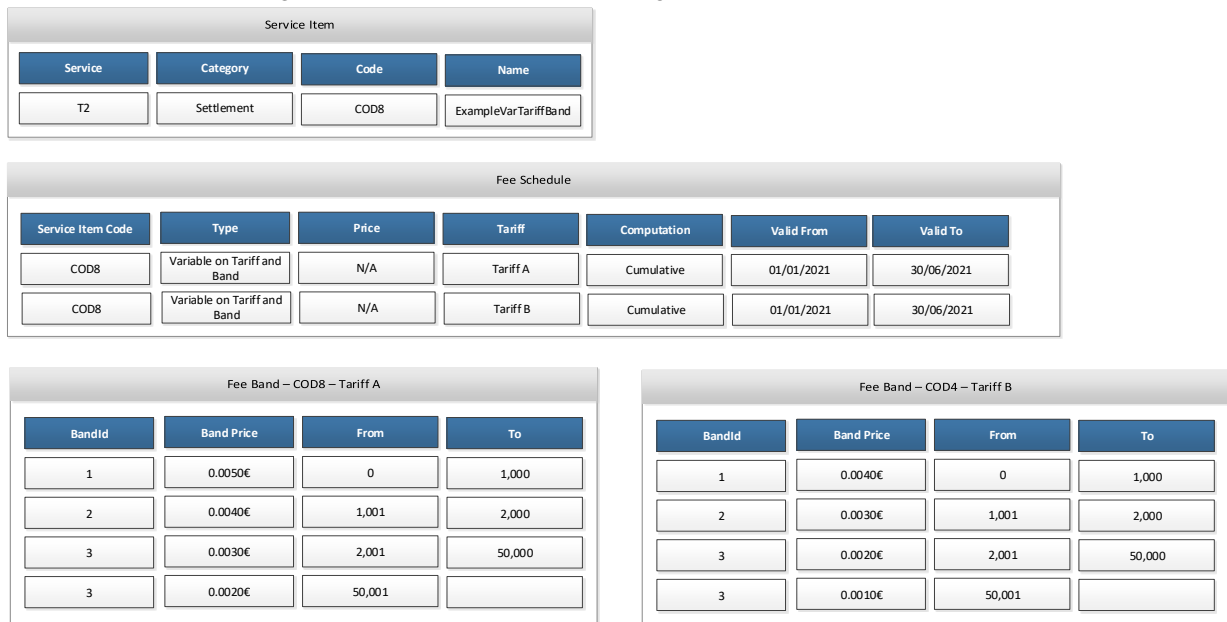 Service Item
Service Category Code Name
T2 Settlement COD8 ExampleVarTariffBand
Fee Schedule
Service Item Code Type Price Tariff Computation Valid From Valid To
COD8 Variable on Tariff and Band N/A Tariff A Cumulative 01/01/2021 30/06/2021
COD8 Variable on Tariff and Band N/A Tariff B Cumulative 01/01/2021 30/06/2021
Fee Band – COD8 – Tariff A
BandId Band Price From To
1 0.0050€ 0 1,000
2 0.0040€ 1,001 2,000
3 0.0030€ 2,001 50,000
3 0.0020€ 50,001
Fee Band – COD4 – Tariff B
BandId Band Price From To
1 0.0040€ 0 1,000
2 0.0030€ 1,001 2,000
3 0.0020€ 2,001 50,000
3 0.0010€ 50,001